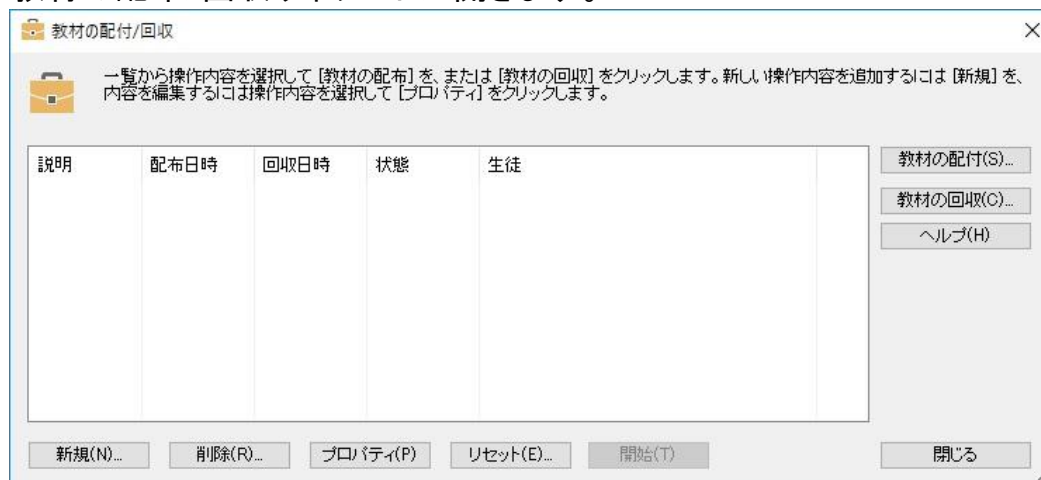 教材の配付/回収
一覧から操作内容を選択して [教材の配布] を、または [教材の回収] をクリックします。新しい操作内容を追加するには [新規] を、
内容を編集するには操作内容を選択して [プロパティ] をクリックします。
説明 配布日時 回収日時 状態 生徒
教材の配付(S)...
教材の回収(C)...
ヘルプ(H)
新規(N)... 削除(R)... プロパティ(P) リセット(E)... 開始(T) 閉じる